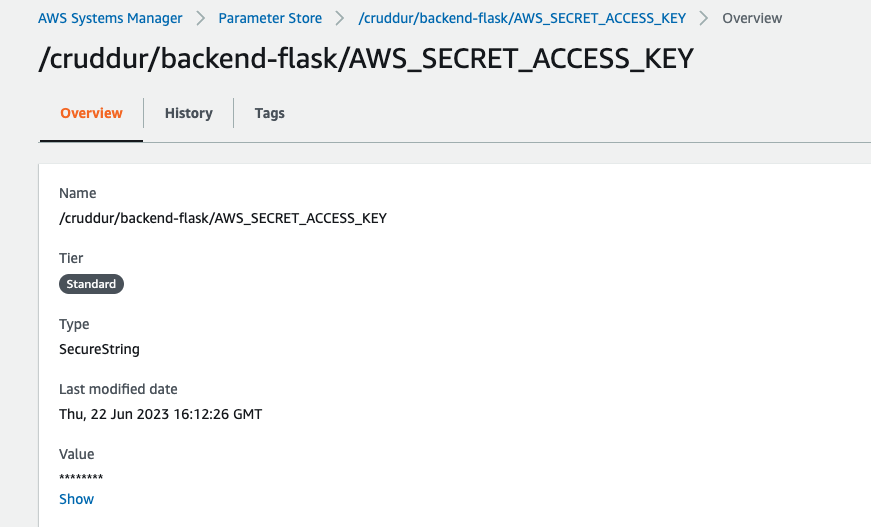 AWS Systems Manager > Parameter Store > /cruddur/backend-flask/AWS_SECRET_ACCESS_KEY > Overview
/cruddur/backend-flask/AWS_SECRET_ACCESS_KEY
Overview History Tags
Name
/cruddur/backend-flask/AWS_SECRET_ACCESS_KEY
Tier
Standard
Type
SecureString
Last modified date
Thu, 22 Jun 2023 16:12:26 GMT
Value
********
Show